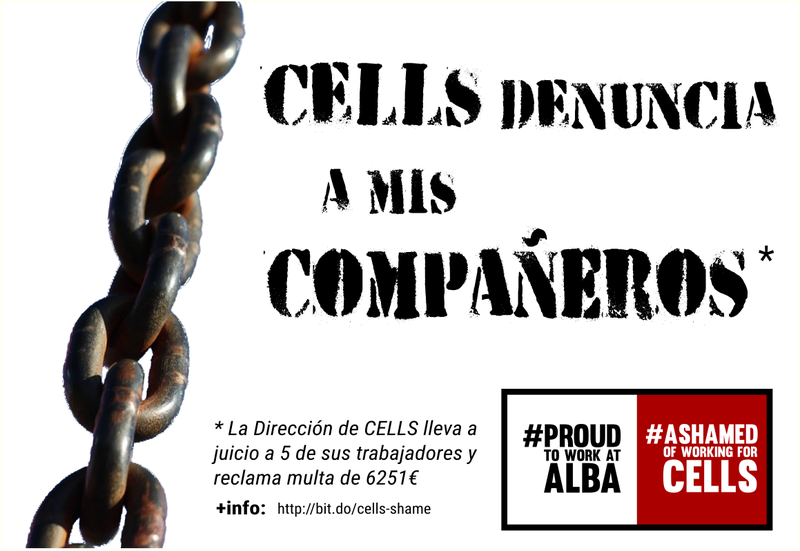 CELLS DENUNCIA
A MIS
COMPAÑEROS*
* La Dirección de CELLS lleva a
juicio a 5 de sus trabajadores y
reclama multa de 6251€
+info: http://bit.do/cells-shame
#PROUD
TO WORK AT
ALBA
#ASHAMED
OF WORKING FOR
CELLS